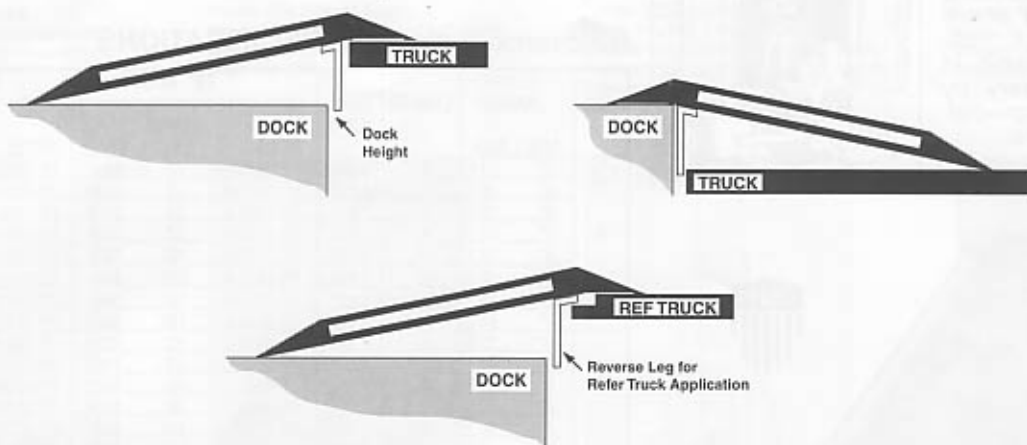 TRUCK
DOCK
Dock
Height
DOCK
TRUCK
REF TRUCK
DOCK
Reverse Leg for
Refer Truck Application